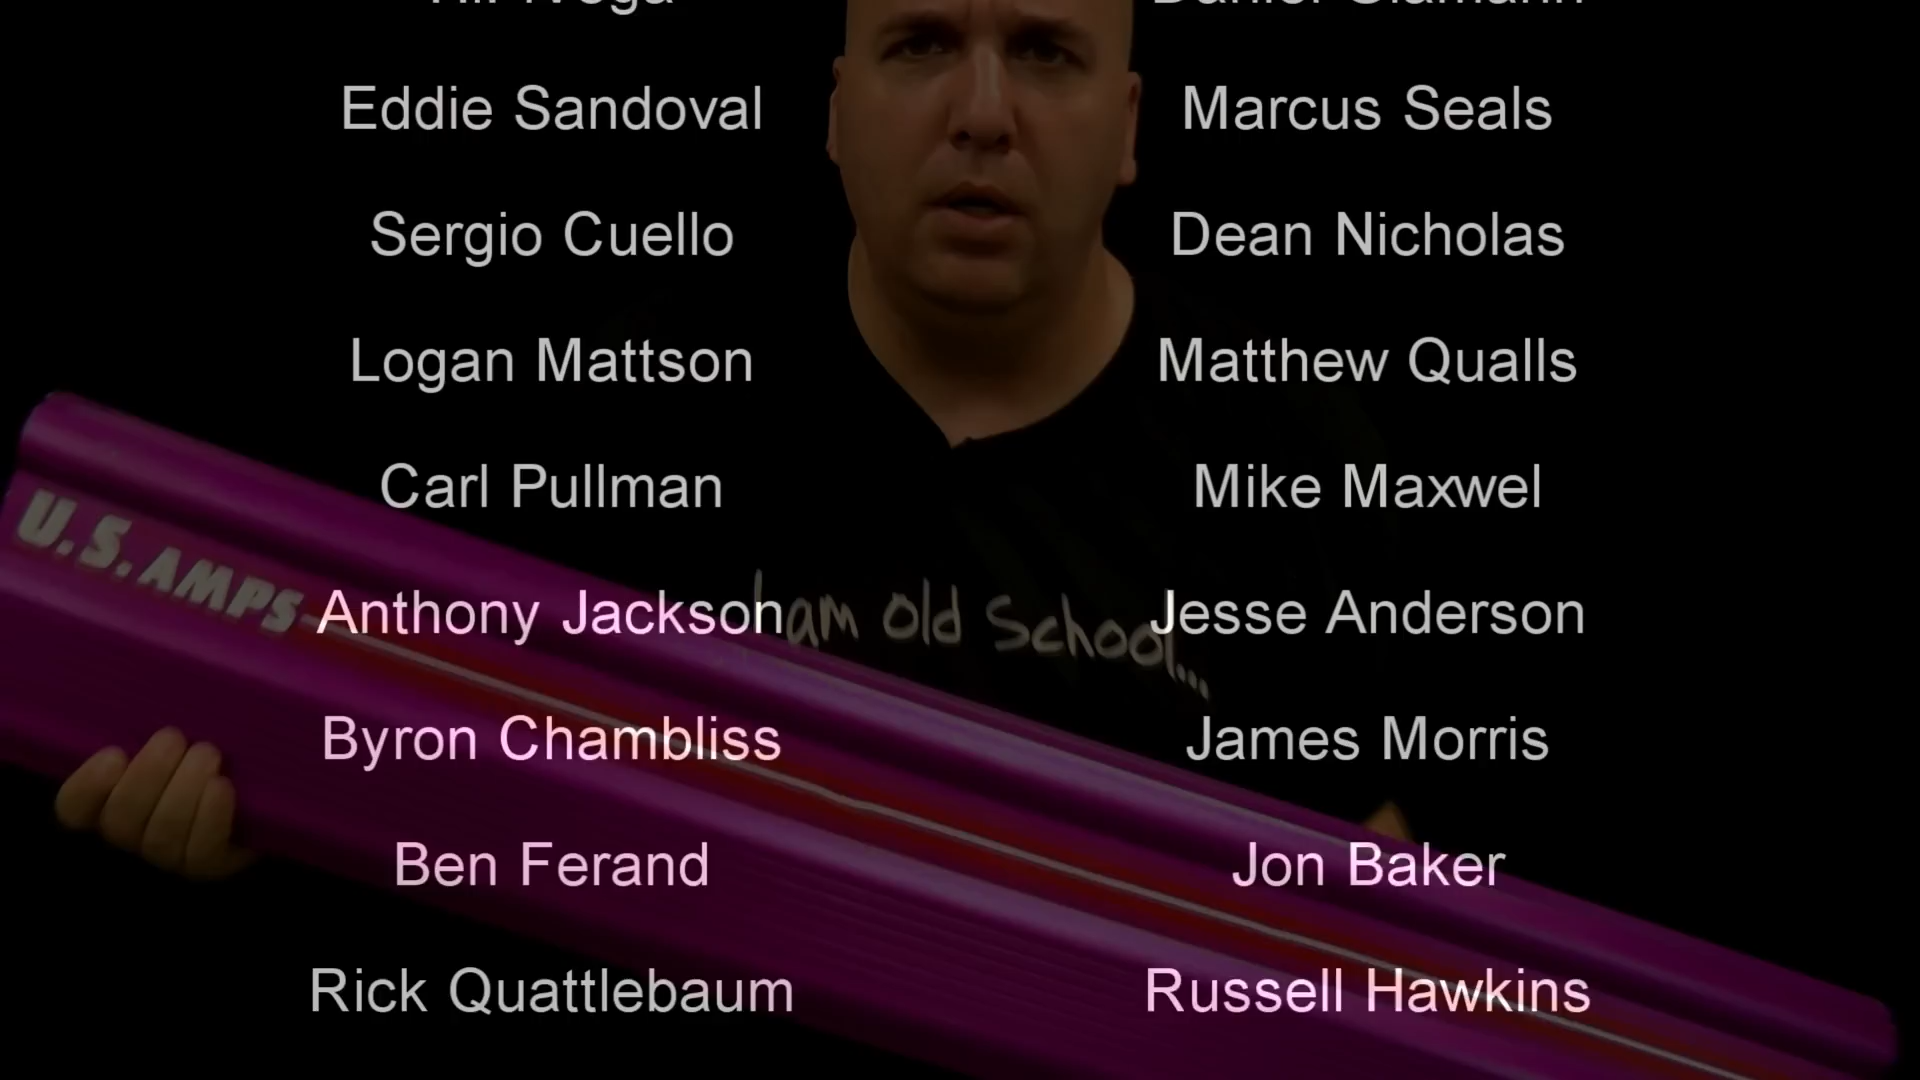 Eddie Sandoval
Marcus Seals
Sergio Cuello
Dean Nicholas
Logan Mattson
Matthew Qualls
Carl Pullman
Mike Maxwel
U.S. AMPS
I am old School...
Anthony Jackson
Jesse Anderson
Byron Chambliss
James Morris
Ben Ferand
Jon Baker
Rick Quattlebaum
Russell Hawkins